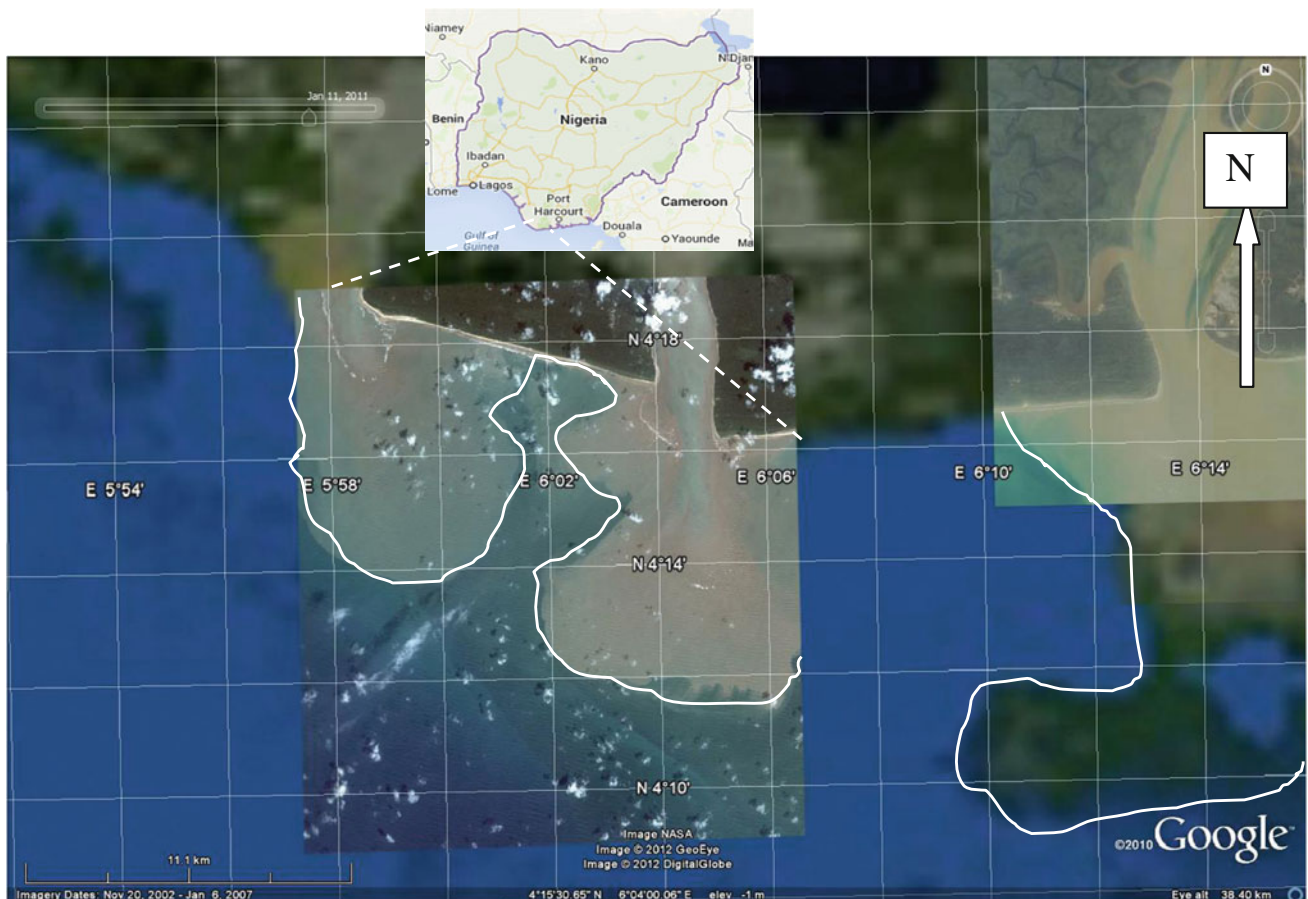 Niamey
Kano
N'Djan
Jan 11, 2011
N
Benin
Nigeria
Ibadan
Lome
Lagos
Port
Harcourt
Cameroon
Gulf of
Guinea
Douala
Yaounde
Ma
N
N 4°18'
E 5°54'
E 5°58'
E 6°02'
E 6°06'
E 6°10'
E 6°14'
N 4°14'
N 4°10'
Image NASA
Image © 2012 GeoEye
Image © 2012 DigitalGlobe
©2010 Google
11.1 km
Imagery Dates: Nov 20, 2002 - Jan 6, 2007
4°15'30.65" N 6°04'00.06" E elev -1 m
Eye alt 38.40 km